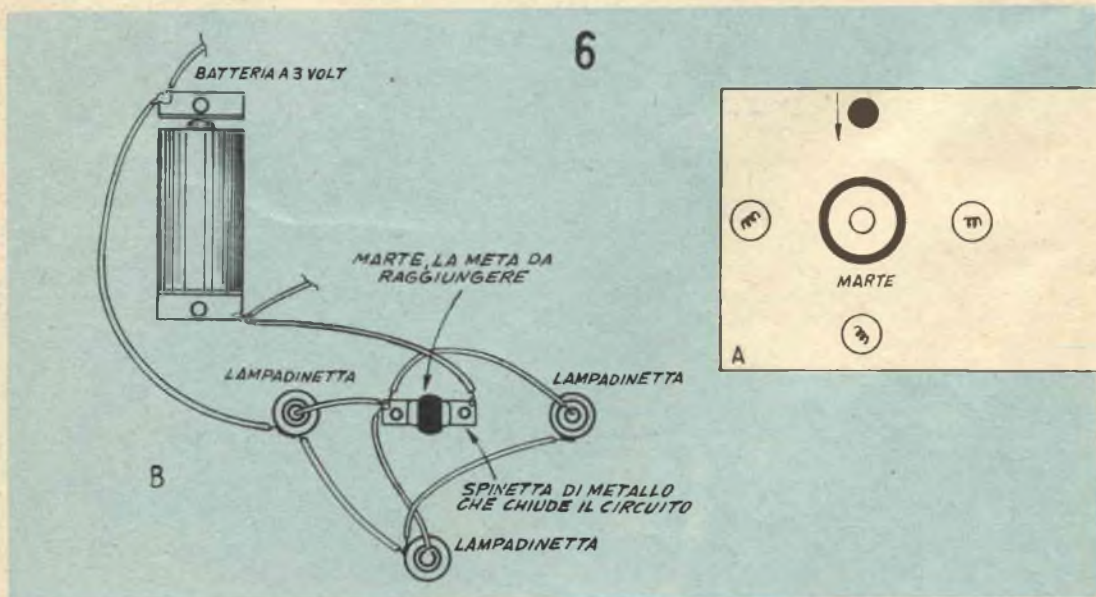 6
BATTERIA A 3 VOLT
MARTE, LA META DA
RAGGIUNGERE
MARTE
A
LAMPADINETTA
LAMPADINETTA
B
SPINETTA DI METALLO
CHE CHIUDE IL CIRCUITO
LAMPADINETTA